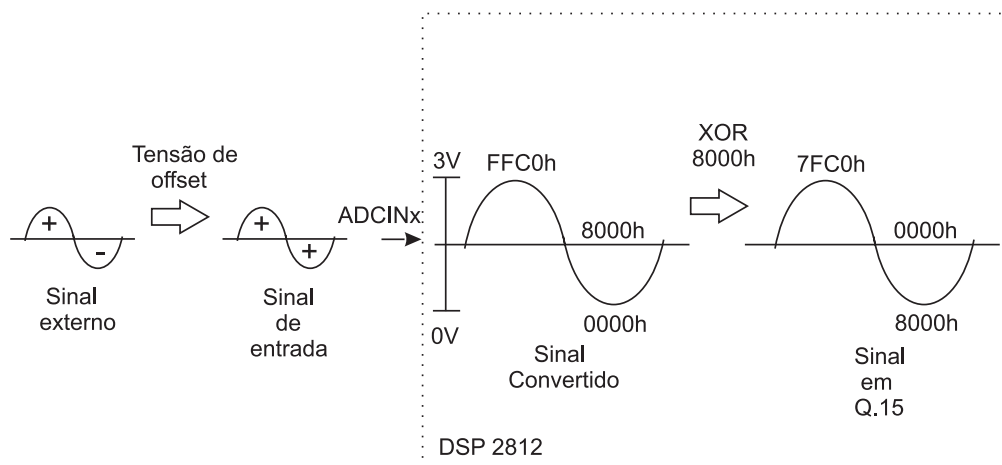 Tensão de
offset
+
-
Sinal
externo
+
+
Sinal
de
entrada
ADCINx
3V
0V
FFC0h
8000h
0000h
Sinal
Convertido
XOR
8000h
7FC0h
0000h
8000h
Sinal
em
Q.15
DSP 2812